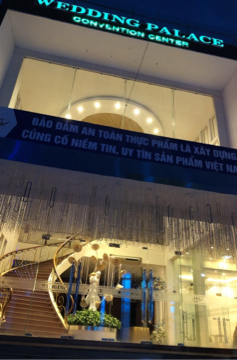 WEDDING PALACE
CONVENTION CENTER
BẢO ĐẢM AN TOÀN THỰC PHẨM LÀ XÂY DỰNG
CỦNG CỐ NIỀM TIN, UY TÍN SẢN PHẨM VIỆT NA